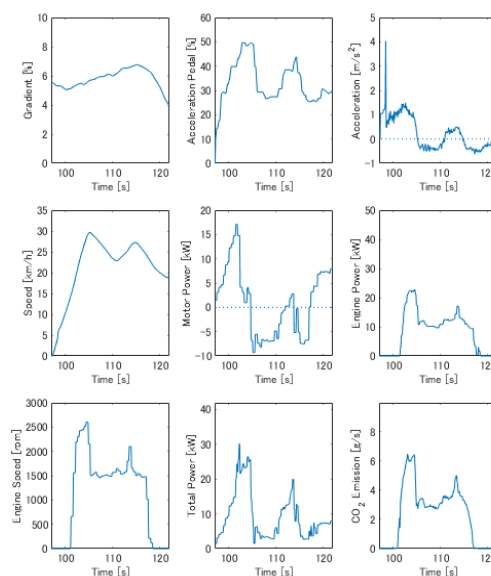 Gradient [%]
10
8
6
4
2
0
100 110 120
Time [s]
Acceleration Pedal [%]
60
50
40
30
20
10
0
100 110 120
Time [s]
Acceleration [m/s²]
4
3
2
1
0
-1
100 110 120
Time [s]
Speed [km/h]
35
30
25
20
15
10
5
0
100 110 120
Time [s]
Motor Power [kW]
20
15
10
5
0
-5
-10
100 110 120
Time [s]
Engine Power [kW]
50
40
30
20
10
0
100 110 120
Time [s]
Engine Speed [rpm]
3000
2500
2000
1500
1000
500
0
100 110 120
Time [s]
Total Power [kW]
40
30
20
10
0
100 110 120
Time [s]
CO₂ Emission [g/s]
8
6
4
2
0
100 110 120
Time [s]